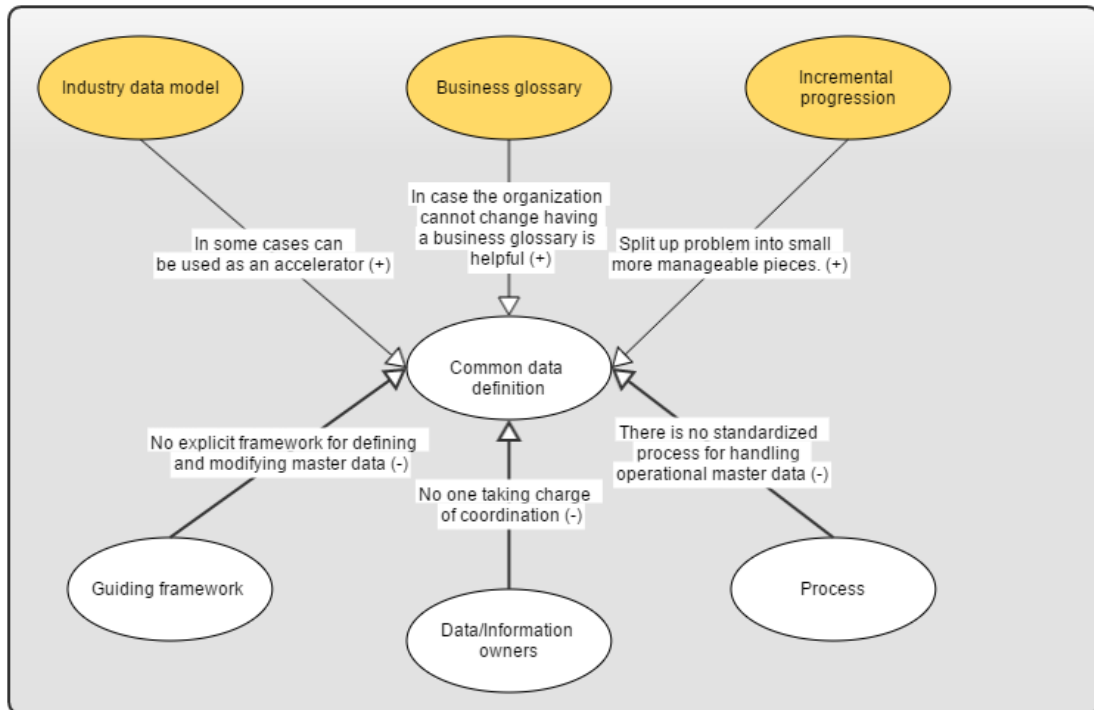 Industry data model
Business glossary
Incremental
progression
In case the organization
cannot change having
a business glossary is
helpful (+)
In some cases can
be used as an accelerator (+)
Split up problem into small
more manageable pieces. (+)
Common data
definition
No explicit framework for defining
and modifying master data (-)
There is no standardized
process for handling
operational master data (-)
No one taking charge
of coordination (-)
Guiding framework
Data/Information
owners
Process